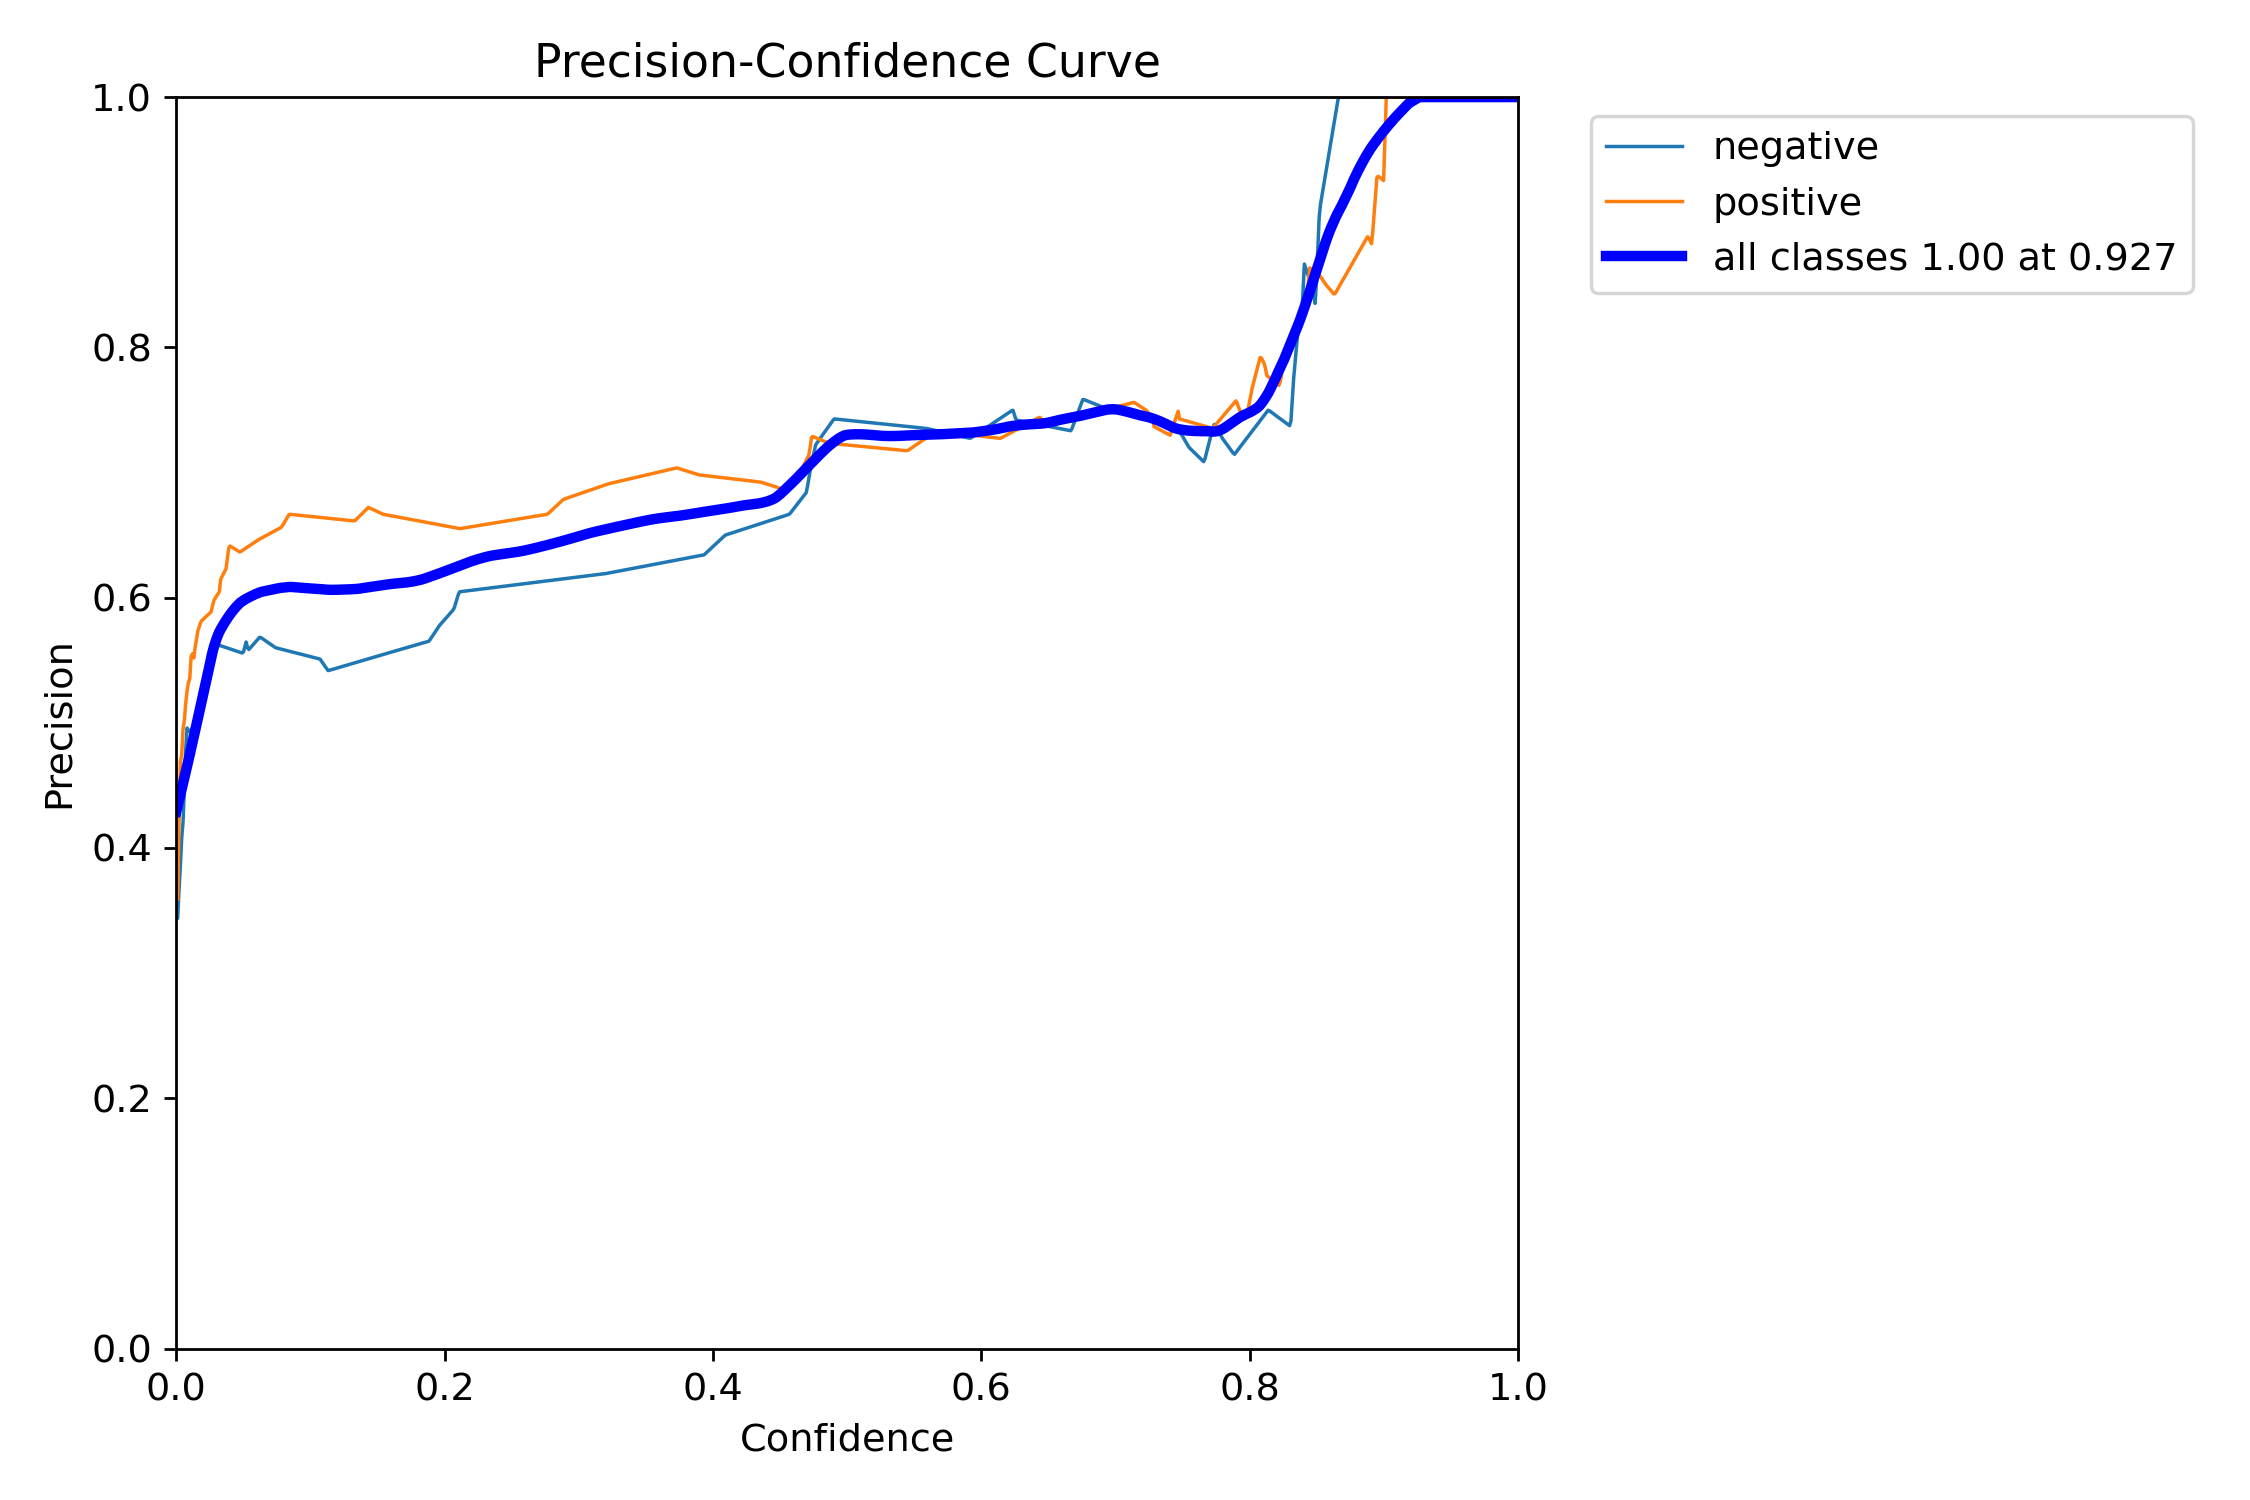 Precision-Confidence Curve
1.0
0.8
0.6
0.4
0.2
0.0
Precision
0.0 0.2 0.4 0.6 0.8 1.0
Confidence
negative
positive
all classes 1.00 at 0.927